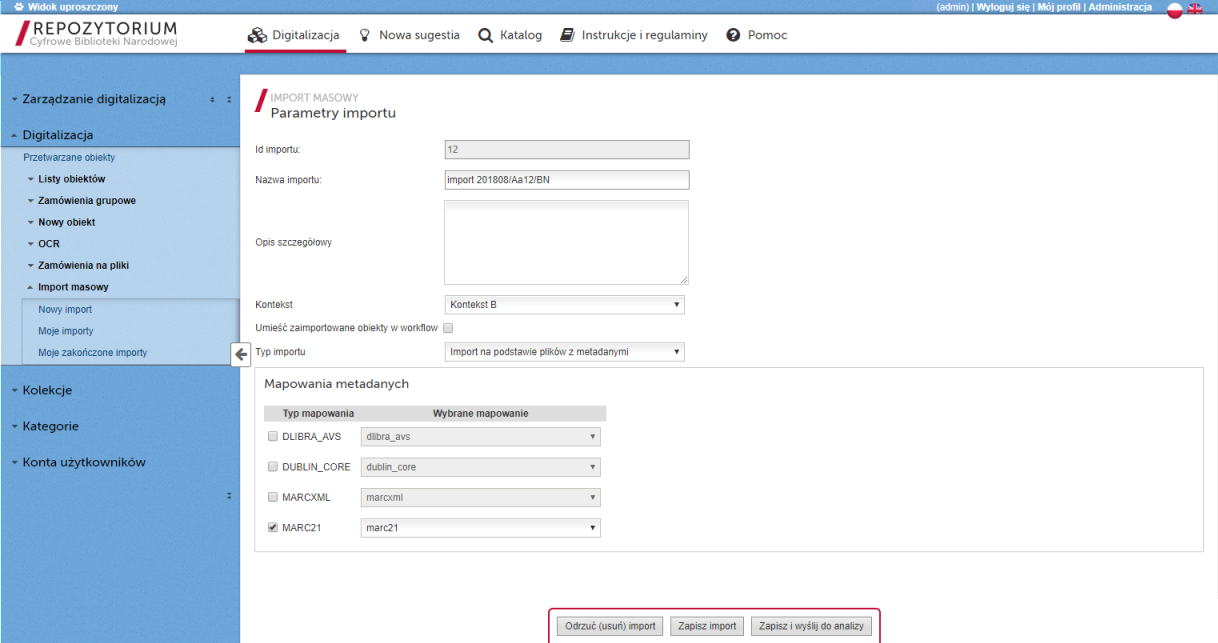 Widok uproszczony
(admin) | Wyloguj się | Mój profil | Administracja
REPOZYTORIUM
Cyfrowe Biblioteki Narodowej
Digitalizacja Nowa sugestia Katalog Instrukcje i regulaminy Pomoc
Zarządzanie digitalizacją
Digitalizacja
Przetwarzane obiekty
Listy obiektów
Zamówienia grupowe
Nowy obiekt
OCR
Zamówienia na pliki
Import masowy
Nowy import
Moje importy
Moje zakończone importy
Kolekcje
Kategorie
Konta użytkowników
IMPORT MASOWY
Parametry importu
Id importu: 12
Nazwa importu: import 201808/Aa12/BN
Opis szczegółowy
Kontekst Kontekst B
Umieść zaimportowane obiekty w workflow
Typ importu Import na podstawie plików z metadanymi
Mapowania metadanych
Typ mapowania Wybrane mapowanie
DLIBRA_AVS dlibra_avs
DUBLIN_CORE dublin_core
MARCXML marcxml
MARC21 marc21
Odrzuć (usuń) import Zapisz import Zapisz i wyślij do analizy